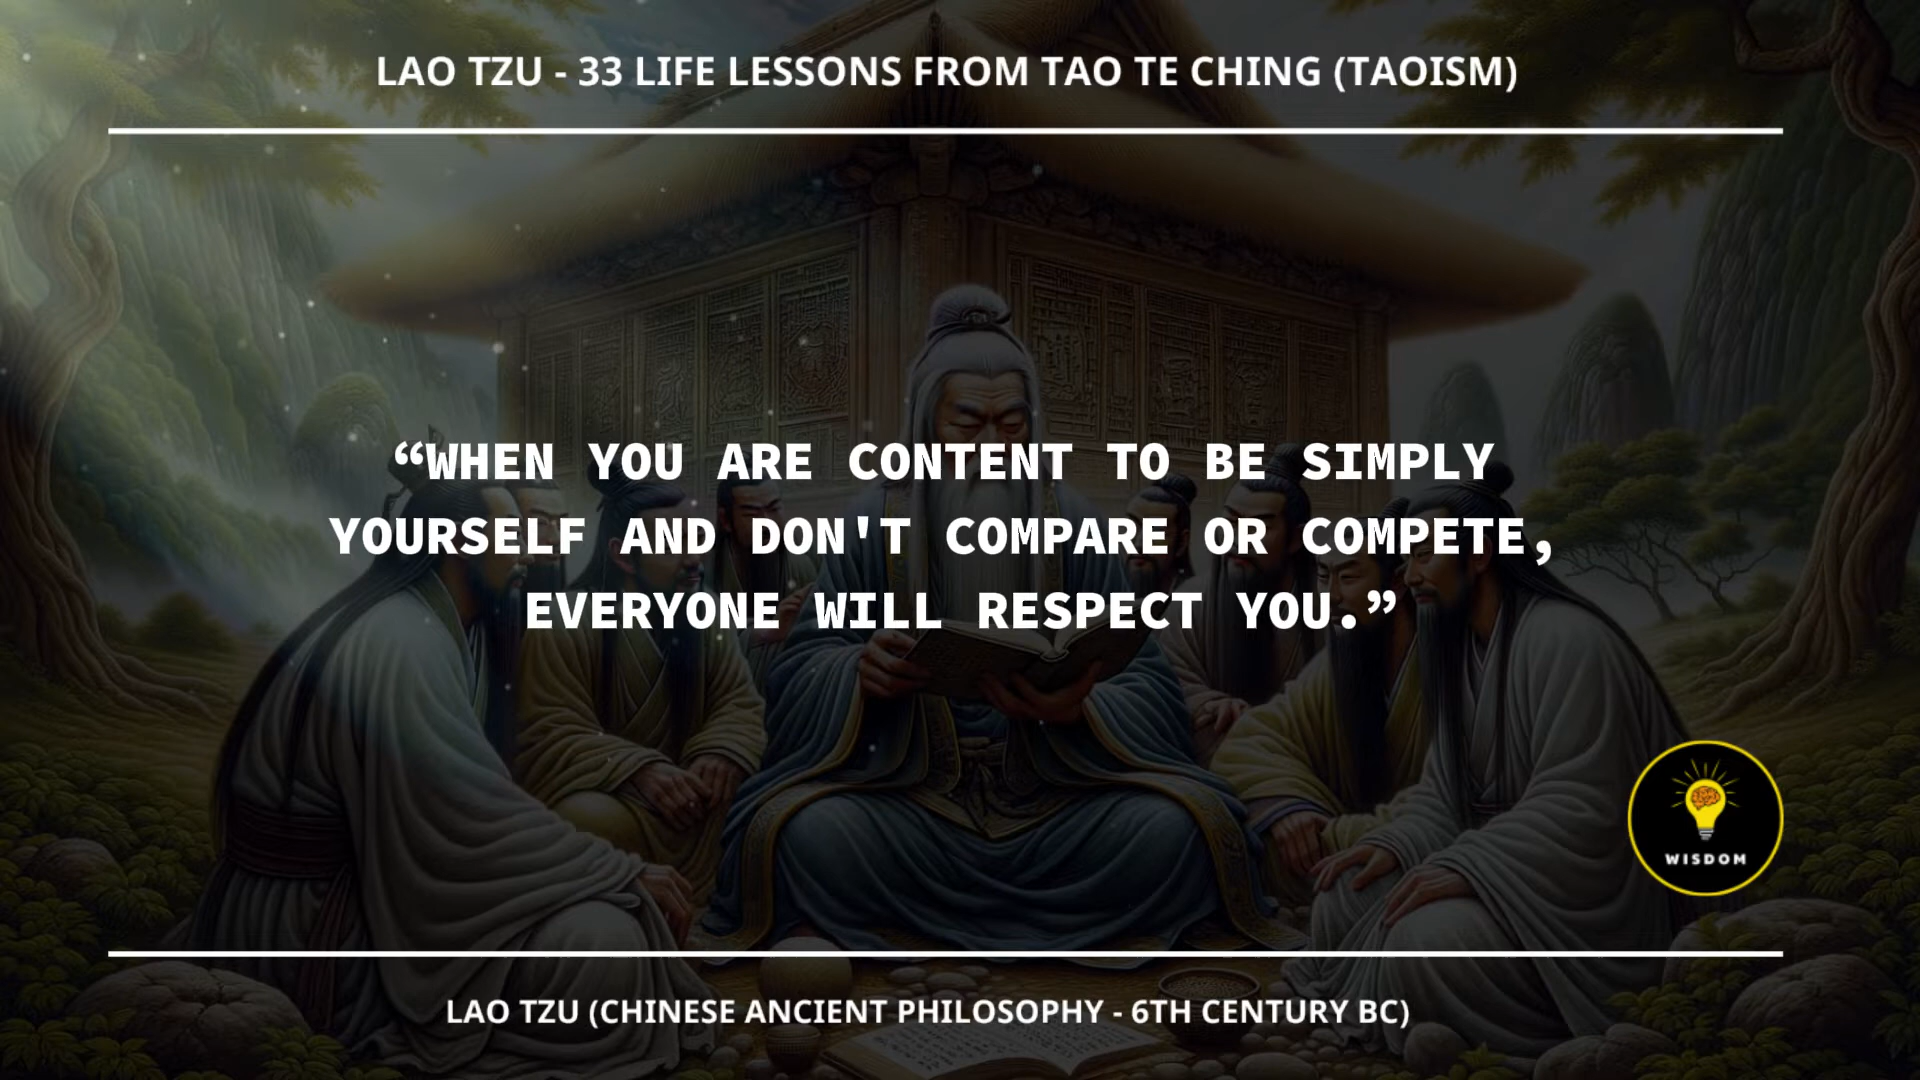 LAO TZU - 33 LIFE LESSONS FROM TAO TE CHING (TAOISM)
“WHEN YOU ARE CONTENT TO BE SIMPLY
YOURSELF AND DON'T COMPARE OR COMPETE,
EVERYONE WILL RESPECT YOU.”
WISDOM
LAO TZU (CHINESE ANCIENT PHILOSOPHY - 6TH CENTURY BC)